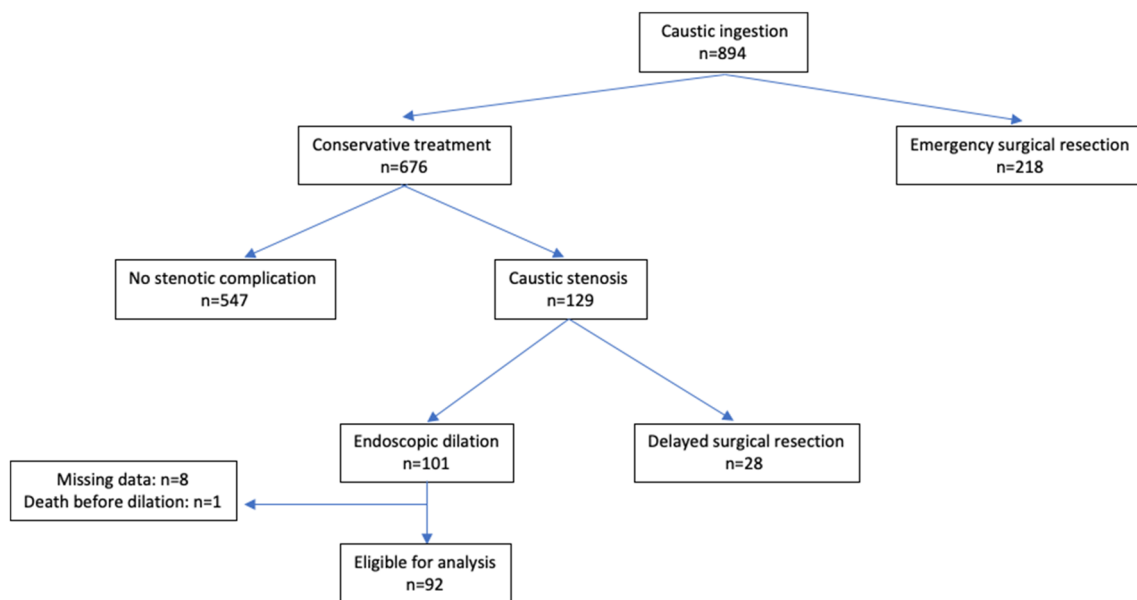 Caustic ingestion
n=894
Conservative treatment
n=676
Emergency surgical resection
n=218
No stenotic complication
n=547
Caustic stenosis
n=129
Endoscopic dilation
n=101
Delayed surgical resection
n=28
Missing data: n=8
Death before dilation: n=1
Eligible for analysis
n=92